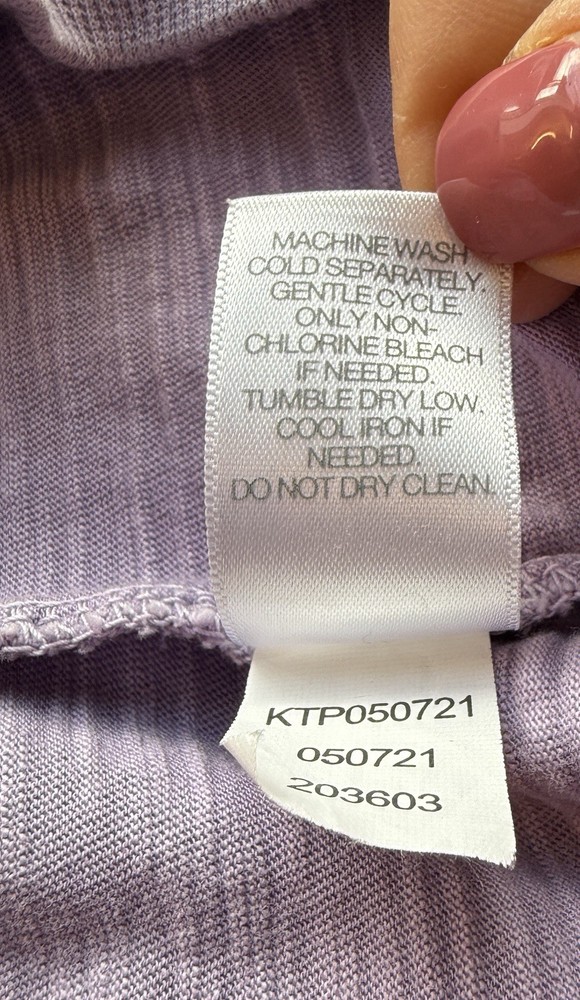 MACHINE WASH
COLD SEPARATELY.
GENTLE CYCLE.
ONLY NON-
CHLORINE BLEACH
IF NEEDED.
TUMBLE DRY LOW.
COOL IRON IF
NEEDED.
DO NOT DRY CLEAN.
KTP050721
050721
203603